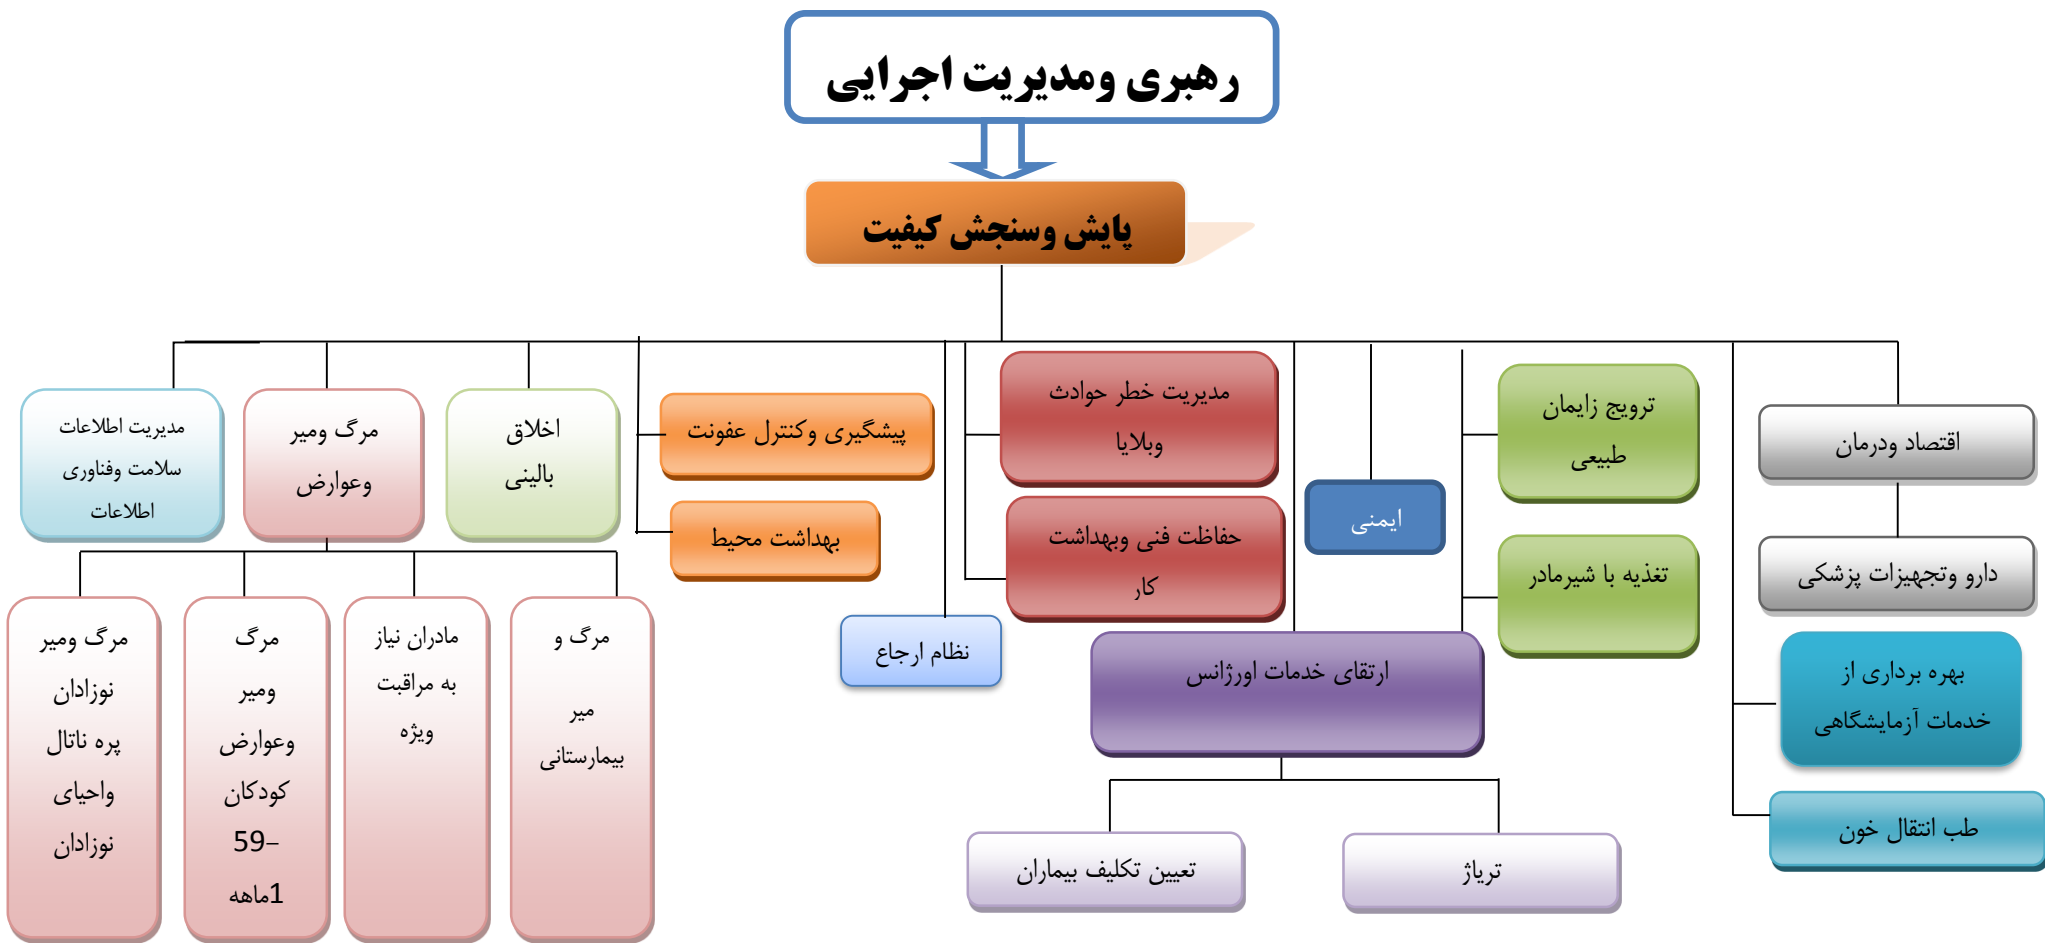 رهبری ومدیریت اجرایی
پایش وسنجش کیفیت
اقتصاد ودرمان
دارو وتجهیزات پزشکی
بهره برداری از
خدمات آزمایشگاهی
طب انتقال خون
ترویج زایمان
طبیعی
تغذیه با شیرمادر
ایمنی
ارتقای خدمات اورژانس
تریاژ
تعیین تکلیف بیماران
مدیریت خطر حوادث
وبلایا
حفاظت فنی وبهداشت
کار
نظام ارجاع
پیشگیری وکنترل عفونت
بهداشت محیط
اخلاق
بالینی
مرگ ومیر
وعوارض
مرگ و
میر
بیمارستانی
مادران نیاز
به مراقبت
ویژه
مرگ
ومیر
وعوارض
کودکان
59–
1ماهه
مرگ ومیر
نوزادان
پره ناتال
واحیای
نوزادان
مدیریت اطلاعات
سلامت وفناوری
اطلاعات